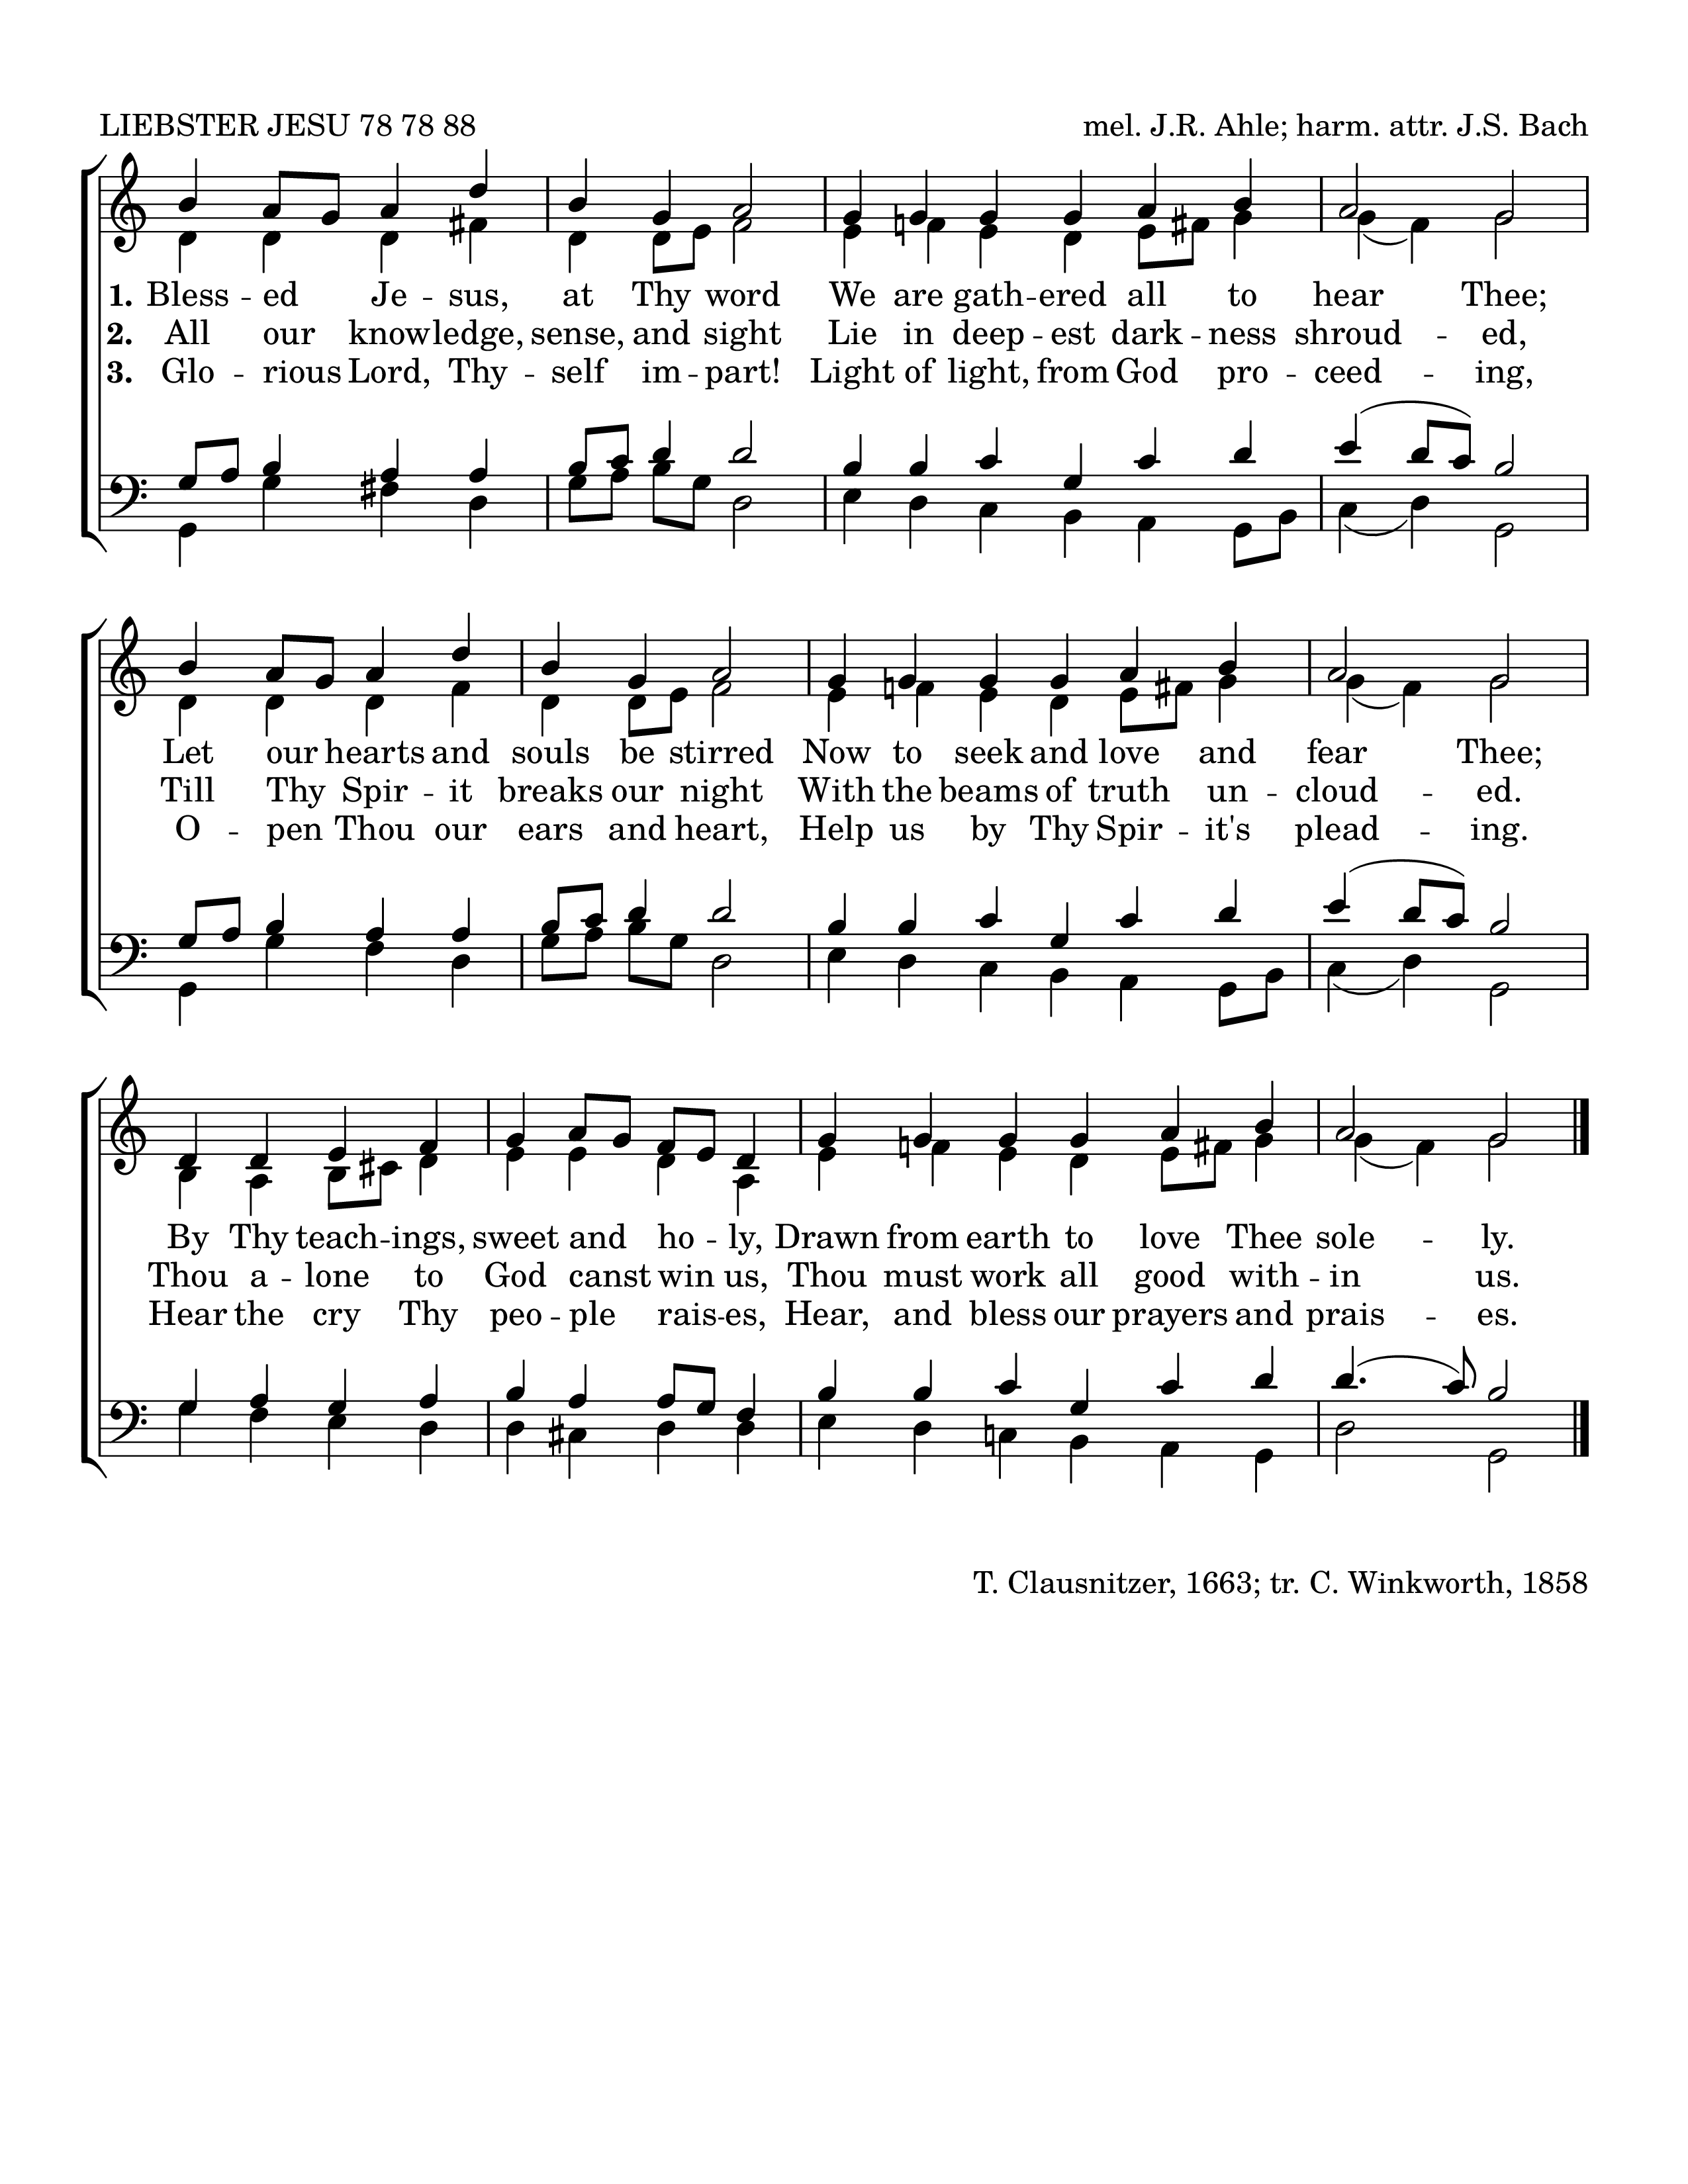 LIEBSTER JESU 78 78 88 mel. J.R. Ahle; harm. attr. J.S. Bach
1. Bless -- ed Je -- sus, at Thy word We are gath -- ered all to hear Thee;
2. All our know -- ledge, sense, and sight Lie in deep -- est dark -- ness shroud -- ed,
3. Glo -- rious Lord, Thy -- self im -- part! Light of light, from God pro -- ceed -- ing,
Let our hearts and souls be stirred Now to seek and love and fear Thee;
Till Thy Spir -- it breaks our night With the beams of truth un -- cloud -- ed.
O -- pen Thou our ears and heart, Help us by Thy Spir -- it's plead -- ing.
By Thy teach -- ings, sweet and ho -- ly, Drawn from earth to love Thee sole -- ly.
Thou a -- lone to God canst win us, Thou must work all good with -- in us.
Hear the cry Thy peo -- ple rais -- es, Hear, and bless our prayers and prais -- es.
T. Clausnitzer, 1663; tr. C. Winkworth, 1858